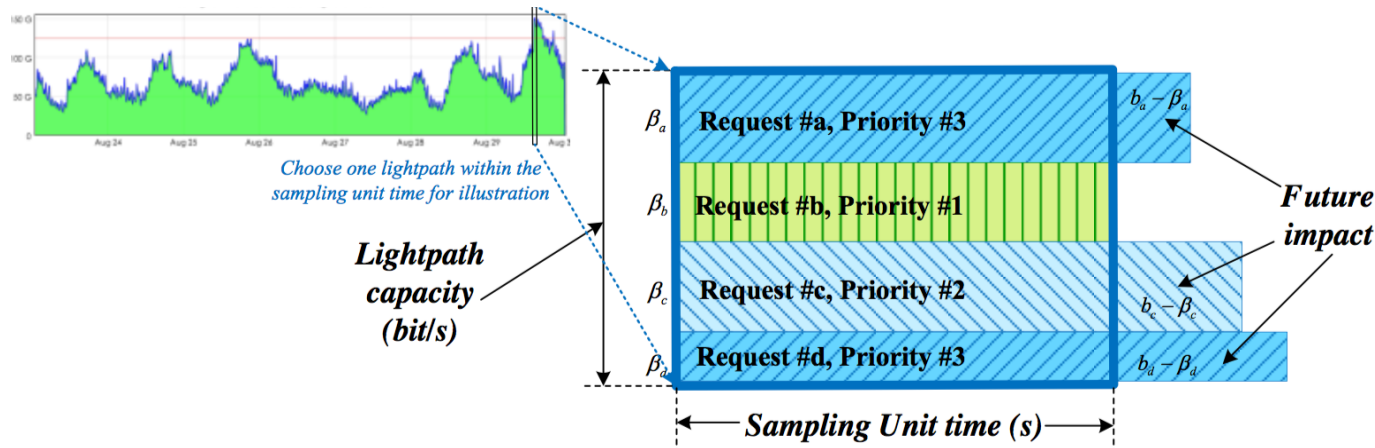 150 G
100 G
50 G
0
Aug 24
Aug 25
Aug 26
Aug 27
Aug 28
Aug 29
Aug 3
Choose one lightpath within the
sampling unit time for illustration
Lightpath
capacity
(bit/s)
β_a
β_b
β_c
β_d
Request #a, Priority #3
Request #b, Priority #1
Request #c, Priority #2
Request #d, Priority #3
b_a − β_a
b_c − β_c
b_d − β_d
Future
impact
Sampling Unit time (s)